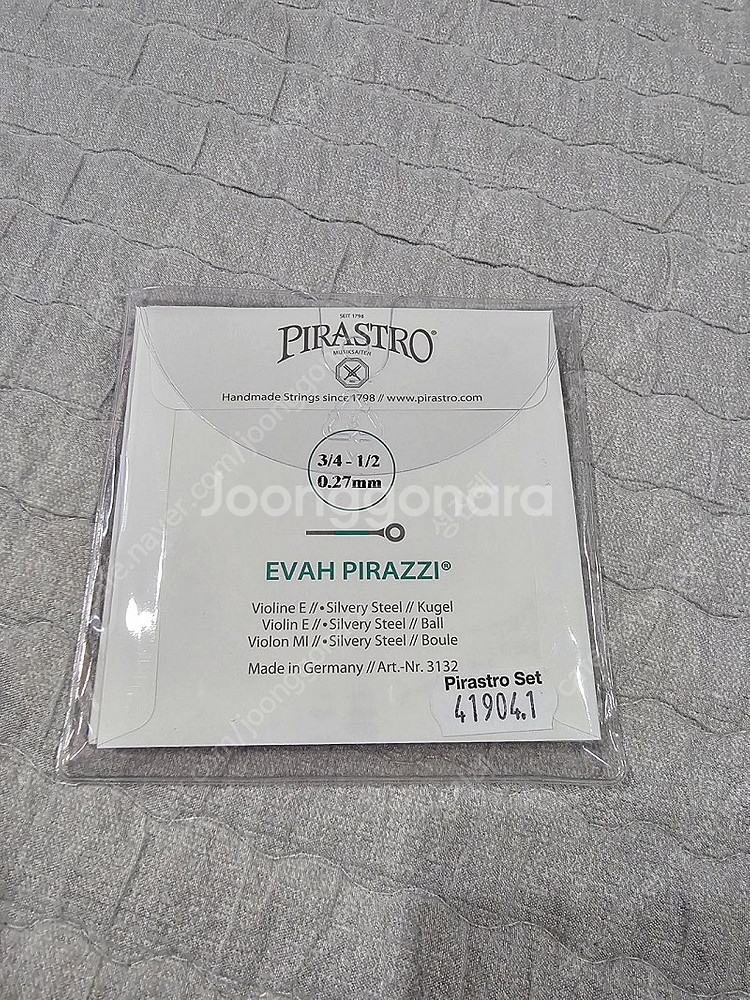 SEIT 1798
PIRASTRO®
MUSIKSAITEN
Handmade Strings since 1798 // www.pirastro.com
3/4 - 1/2
0.27mm
Joonggonara
EVAH PIRAZZI®
Violine E // • Silvery Steel // Kugel
Violin E // • Silvery Steel // Ball
Violon MI // • Silvery Steel // Boule
Made in Germany // Art.-Nr. 3132
Pirastro Set
41904.1